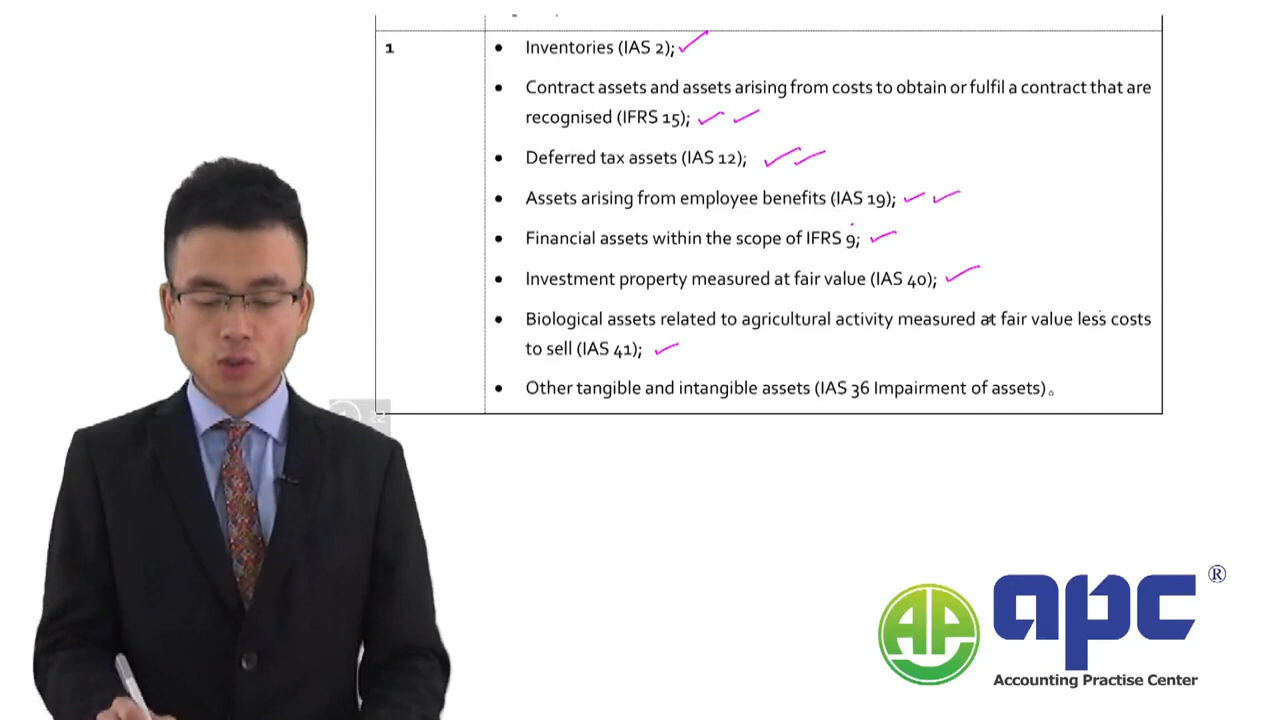 1
• Inventories (IAS 2);
• Contract assets and assets arising from costs to obtain or fulfil a contract that are
recognised (IFRS 15);
• Deferred tax assets (IAS 12);
• Assets arising from employee benefits (IAS 19);
• Financial assets within the scope of IFRS 9;
• Investment property measured at fair value (IAS 40);
• Biological assets related to agricultural activity measured at fair value less costs
to sell (IAS 41);
• Other tangible and intangible assets (IAS 36 Impairment of assets)。
22
AP apc ®
Accounting Practise Center